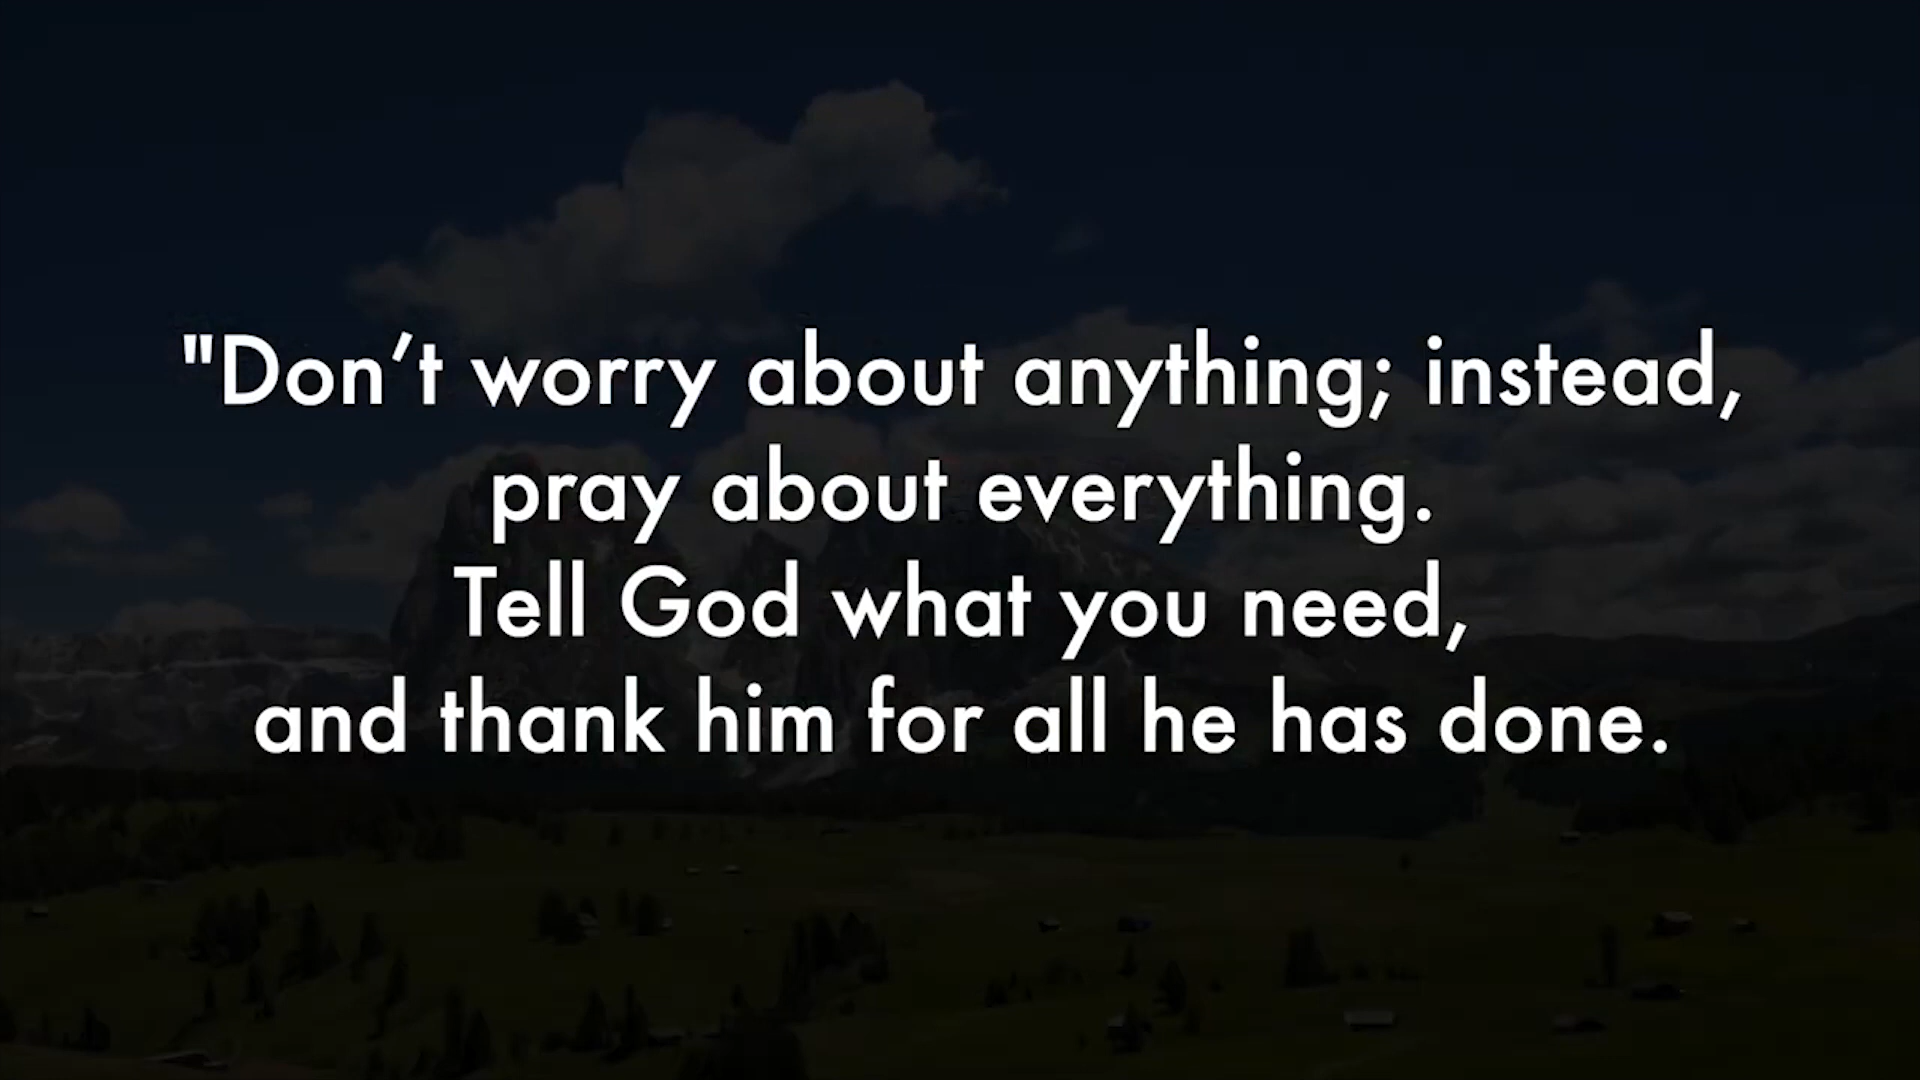 "Don’t worry about anything; instead,
pray about everything.
Tell God what you need,
and thank him for all he has done.